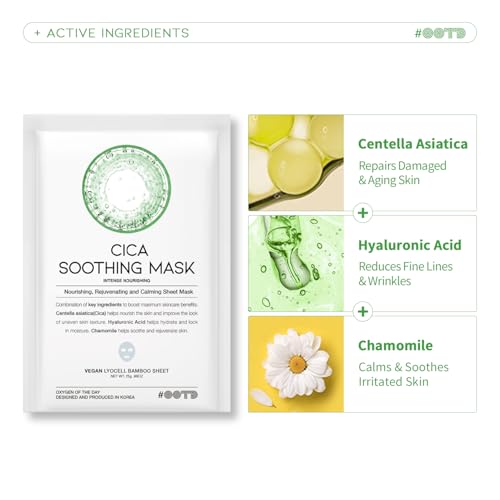 + ACTIVE INGREDIENTS
#OOTD
CICA
SOOTHING MASK
INTENSE NOURISHING
Nourishing, Rejuvenating and Calming Sheet Mask
Combination of key ingredients to boost maximum skincare benefits.
Centella asiatica(Cica) helps nourish the skin and improve the look
of uneven skin texture. Hyaluronic Acid helps hydrate and lock
in moisture. Chamomile helps soothe and rejuvenate skin.
VEGAN LYOCELL BAMBOO SHEET
NET WT. 25g
OXYGEN OF THE DAY
DESIGNED AND PRODUCED IN KOREA
#OOTD
Centella Asiatica
Repairs Damaged
& Aging Skin
+
Hyaluronic Acid
Reduces Fine Lines
& Wrinkles
+
Chamomile
Calms & Soothes
Irritated Skin